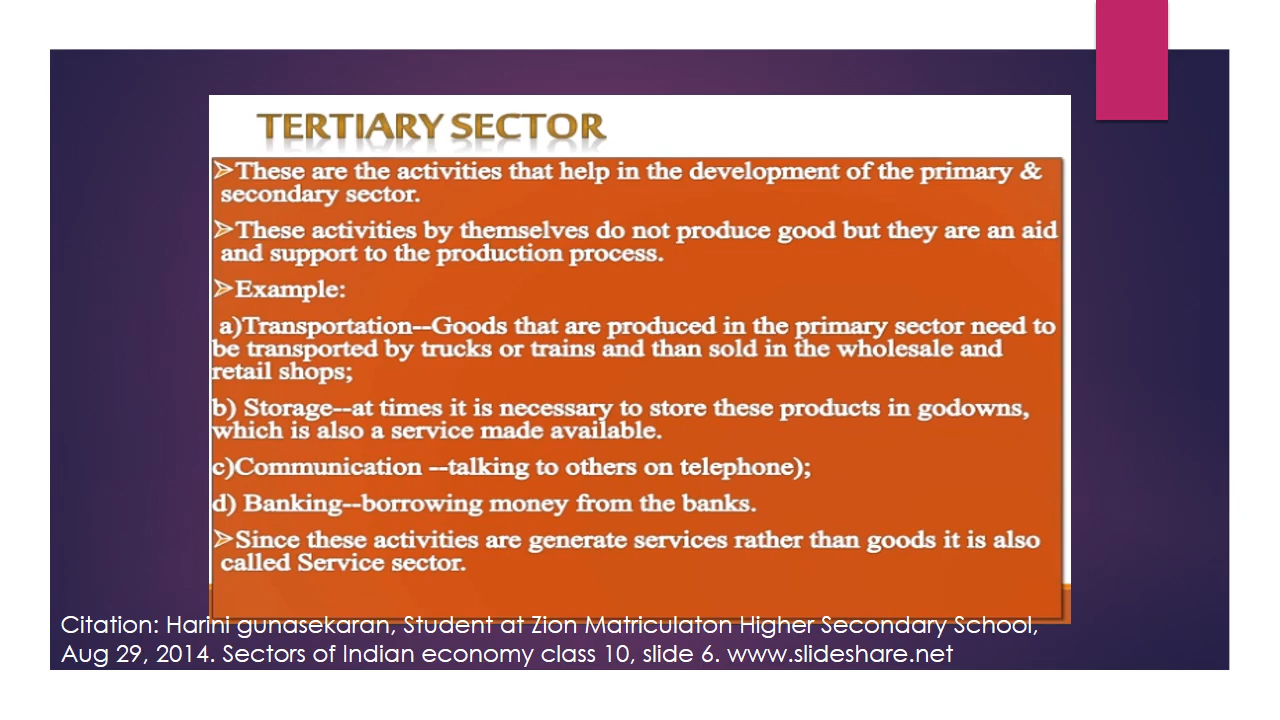 TERTIARY SECTOR
➢These are the activities that help in the development of the primary &
secondary sector.
➢These activities by themselves do not produce good but they are an aid
and support to the production process.
➢Example:
a)Transportation--Goods that are produced in the primary sector need to
be transported by trucks or trains and than sold in the wholesale and
retail shops;
b) Storage--at times it is necessary to store these products in godowns,
which is also a service made available.
c)Communication --talking to others on telephone);
d) Banking--borrowing money from the banks.
➢Since these activities are generate services rather than goods it is also
called Service sector.
Citation: Harini gunasekaran, Student at Zion Matriculaton Higher Secondary School,
Aug 29, 2014. Sectors of Indian economy class 10, slide 6. www.slideshare.net